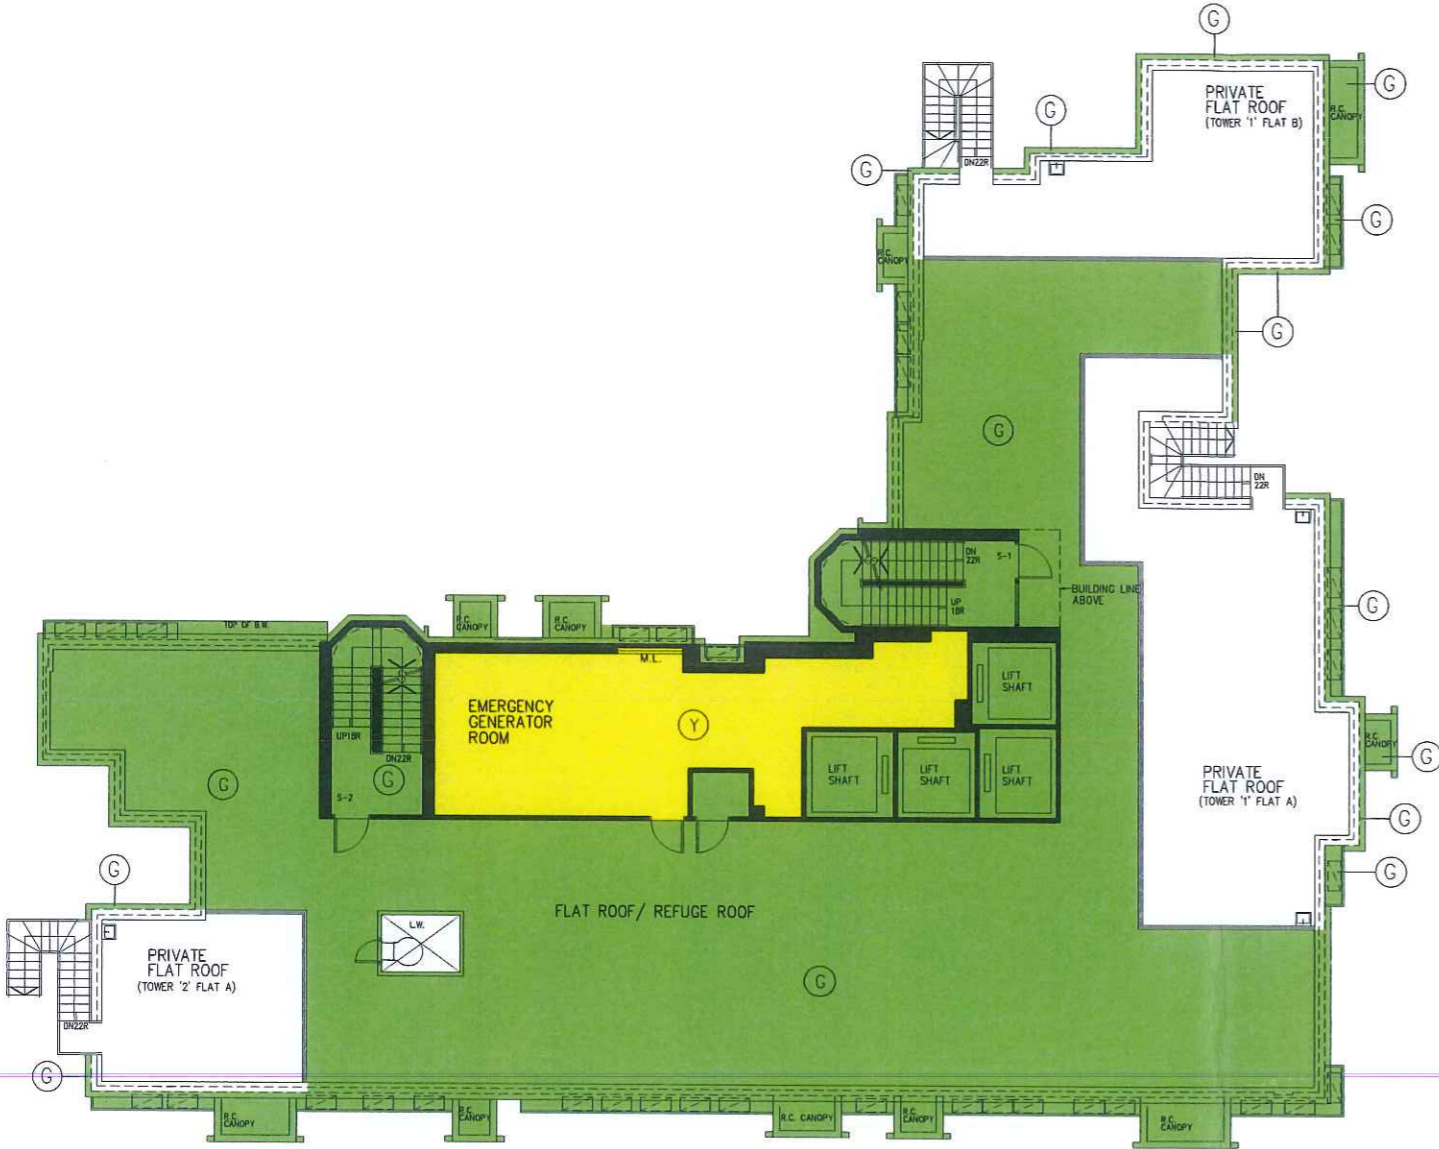 G
PRIVATE
FLAT ROOF
(TOWER '1' FLAT B)
G
R.C.
CANOPY
G
DN22R
G
G
R.C.
CANOPY
G
G
DN
22R
DN
22R
S-1
UP
18R
BUILDING LINE
ABOVE
G
R.C.
CANOPY
R.C.
CANOPY
TOP OF B.W.
M.L.
LIFT
SHAFT
EMERGENCY
GENERATOR
ROOM
Y
UP18R
DN22R
G
S-2
G
LIFT
SHAFT
LIFT
SHAFT
LIFT
SHAFT
R.C.
CANOPY
G
PRIVATE
FLAT ROOF
(TOWER '1' FLAT A)
G
G
G
FLAT ROOF/ REFUGE ROOF
L.W.
PRIVATE
FLAT ROOF
(TOWER '2' FLAT A)
G
DN22R
G
R.C.
CANOPY
R.C.
CANOPY
R.C. CANOPY
R.C.
CANOPY
R.C.
CANOPY